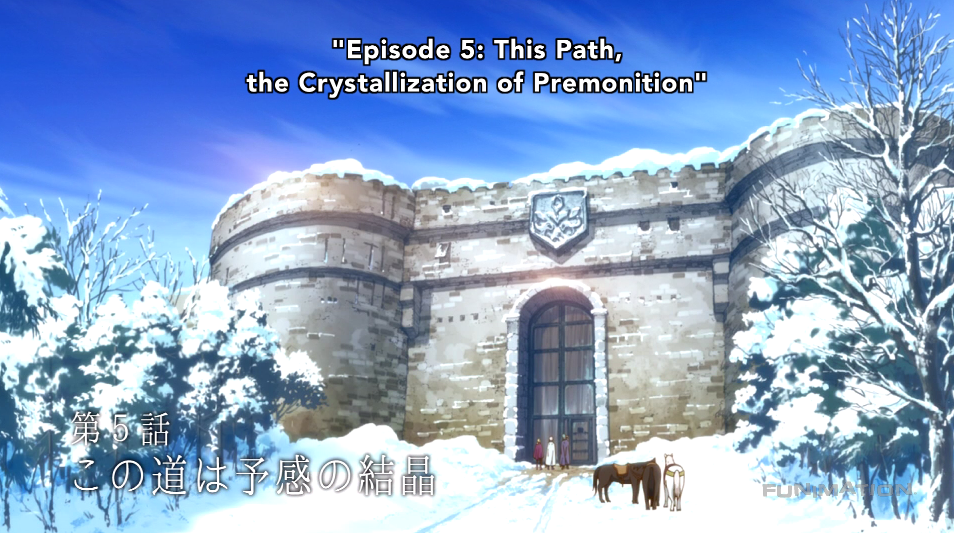 "Episode 5: This Path,
the Crystallization of Premonition"
第5話
この道は予感の結晶
FUNIMATION